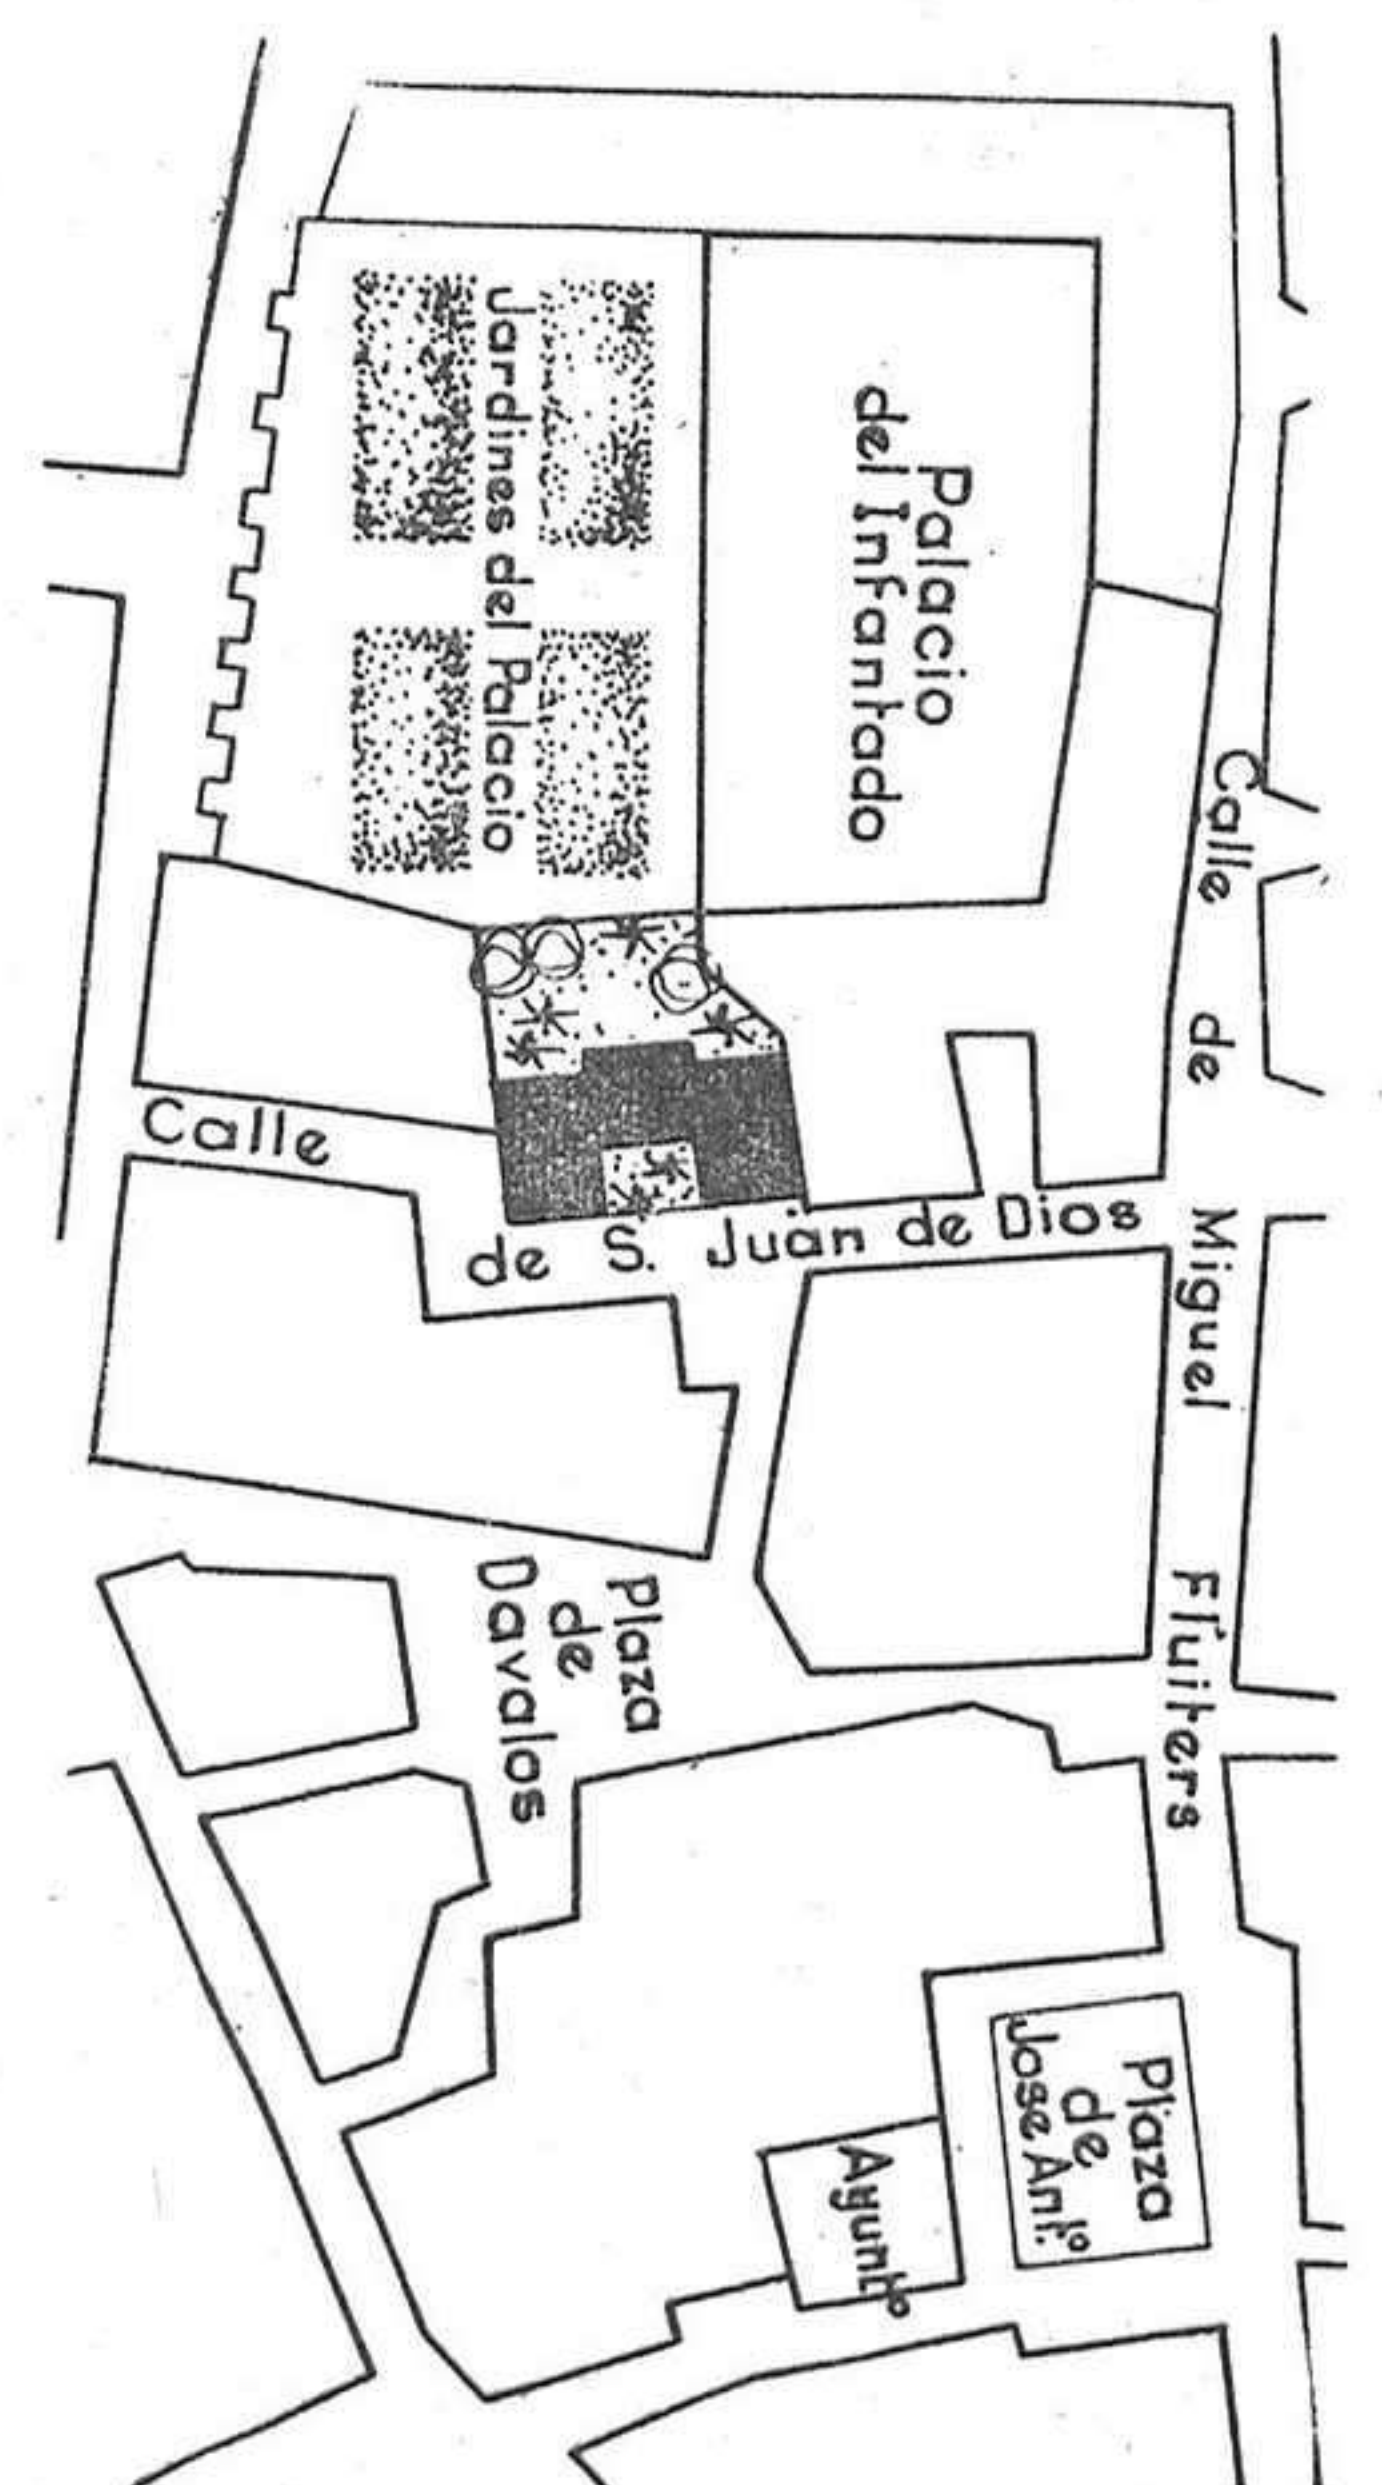 Jardines del Palacio
Palacio
del Infantado
Calle de Miguel Fluiters
Calle de S. Juan de Dios
Plaza
de
Davalos
Plaza
de
Jose Antº
Ayuntº